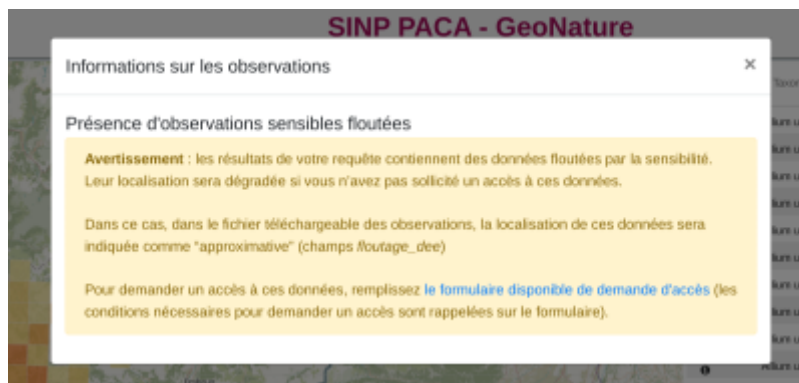 SINP PACA - GeoNature
Informations sur les observations
×
Présence d'observations sensibles floutées
Avertissement : les résultats de votre requête contiennent des données floutées par la sensibilité.
Leur localisation sera dégradée si vous n'avez pas sollicité un accès à ces données.
Dans ce cas, dans le fichier téléchargeable des observations, la localisation de ces données sera
indiquée comme "approximative" (champs floutage_dee)
Pour demander un accès à ces données, remplissez le formulaire disponible de demande d'accès (les
conditions nécessaires pour demander un accès sont rappelées sur le formulaire).